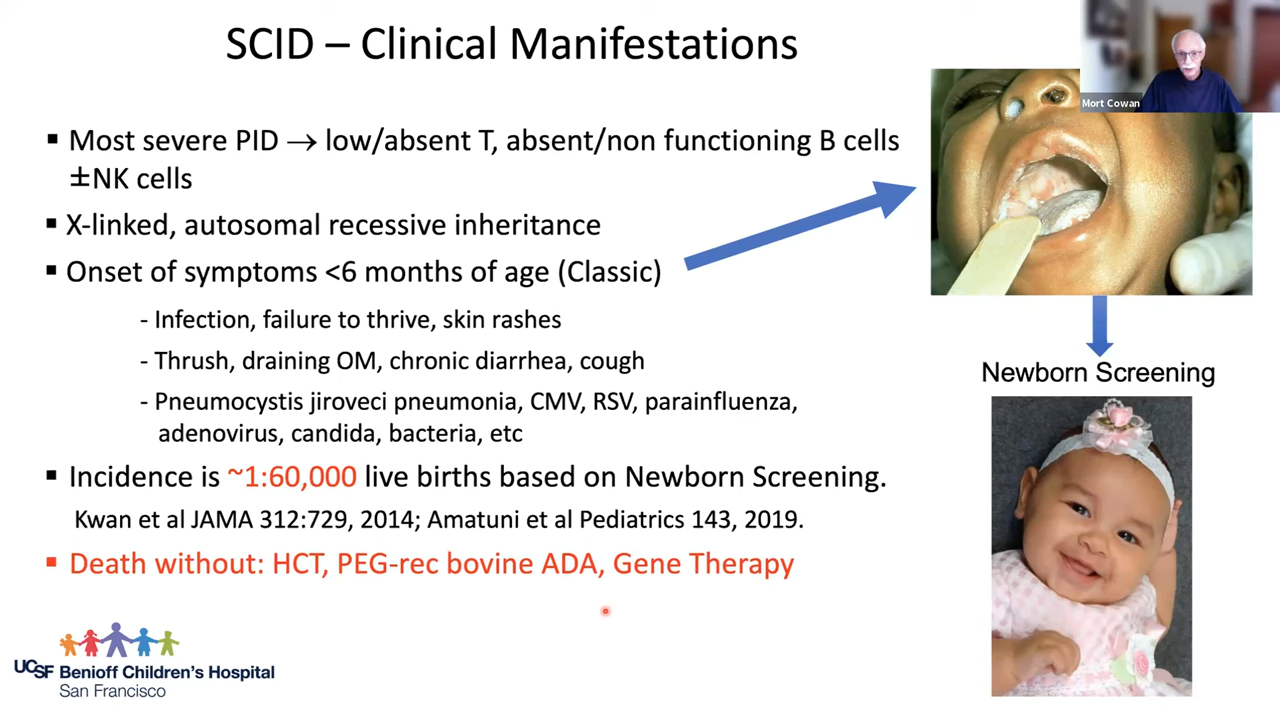 SCID – Clinical Manifestations
Mort Cowan
▪ Most severe PID → low/absent T, absent/non functioning B cells
±NK cells
▪ X-linked, autosomal recessive inheritance
▪ Onset of symptoms <6 months of age (Classic)
- Infection, failure to thrive, skin rashes
- Thrush, draining OM, chronic diarrhea, cough
- Pneumocystis jiroveci pneumonia, CMV, RSV, parainfluenza,
adenovirus, candida, bacteria, etc
▪ Incidence is ~1:60,000 live births based on Newborn Screening.
Kwan et al JAMA 312:729, 2014; Amatuni et al Pediatrics 143, 2019.
▪ Death without: HCT, PEG-rec bovine ADA, Gene Therapy
Newborn Screening
UCSF Benioff Children's Hospital
San Francisco